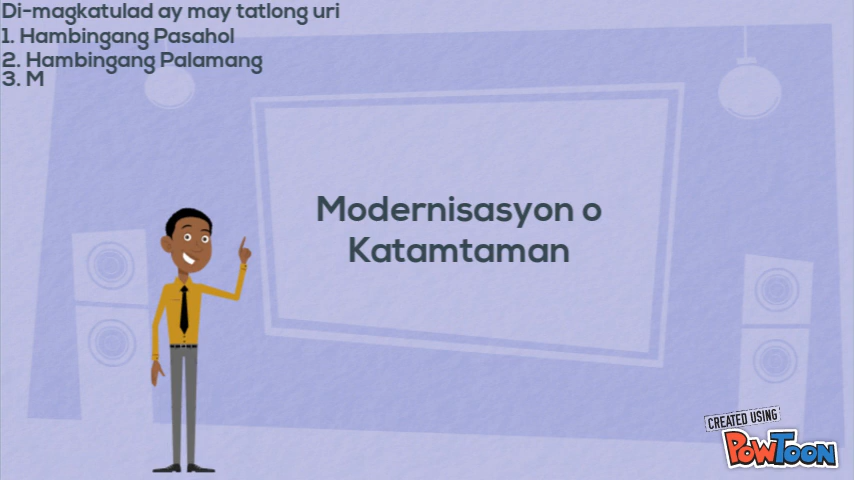 Di-magkatulad ay may tatlong uri
1. Hambingang Pasahol
2. Hambingang Palamang
3. M
Modernisasyon o
Katamtaman
CREATED USING
POWTOON